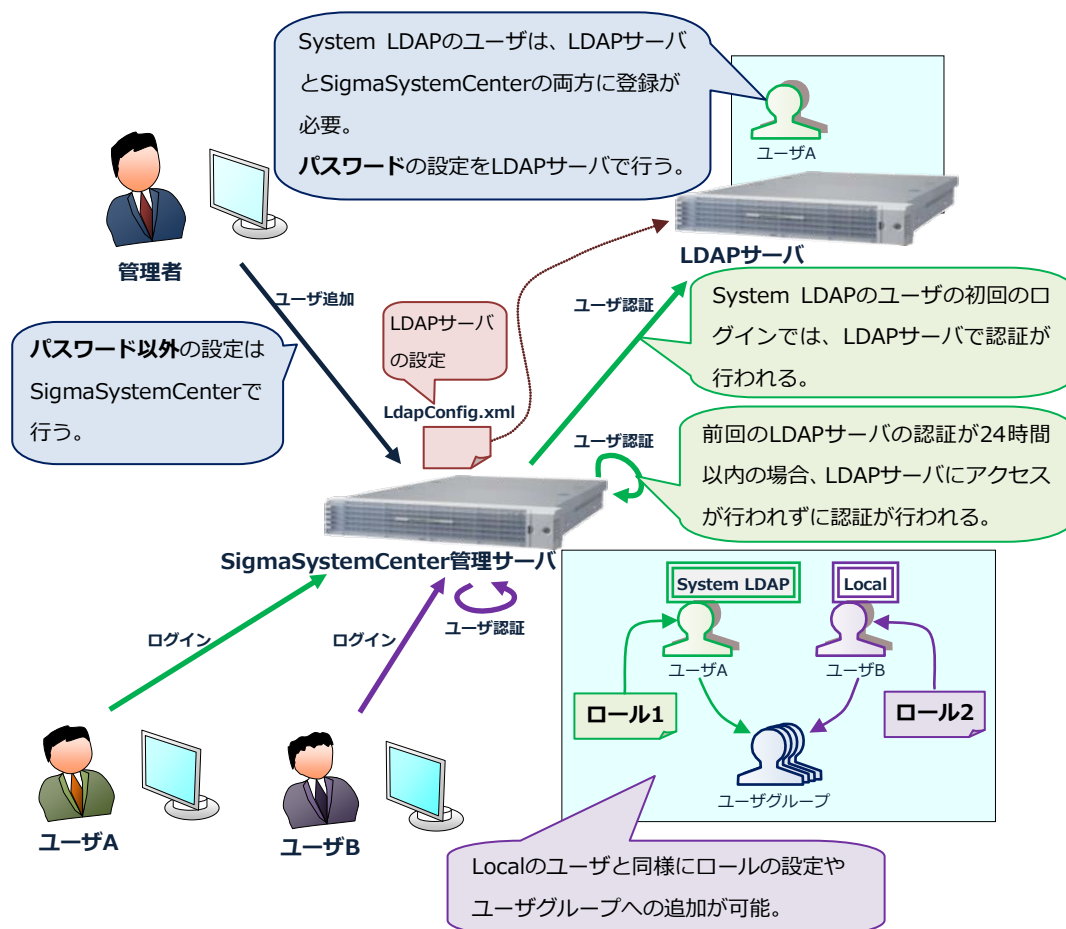 System LDAPのユーザは、LDAPサーバ
とSigmaSystemCenterの両方に登録が
必要。
パスワードの設定をLDAPサーバで行う。
ユーザA
LDAPサーバ
管理者
ユーザ追加
ユーザ認証
パスワード以外の設定は
SigmaSystemCenterで
行う。
LDAPサーバ
の設定
LdapConfig.xml
System LDAPのユーザの初回のロ
グインでは、LDAPサーバで認証が
行われる。
ユーザ認証
前回のLDAPサーバの認証が24時間
以内の場合、LDAPサーバにアクセス
が行われずに認証が行われる。
SigmaSystemCenter管理サーバ
ログイン
ログイン
ユーザ認証
System LDAP
Local
ユーザA
ユーザB
ロール1
ロール2
ユーザグループ
ユーザA
ユーザB
Localのユーザと同様にロールの設定や
ユーザグループへの追加が可能。